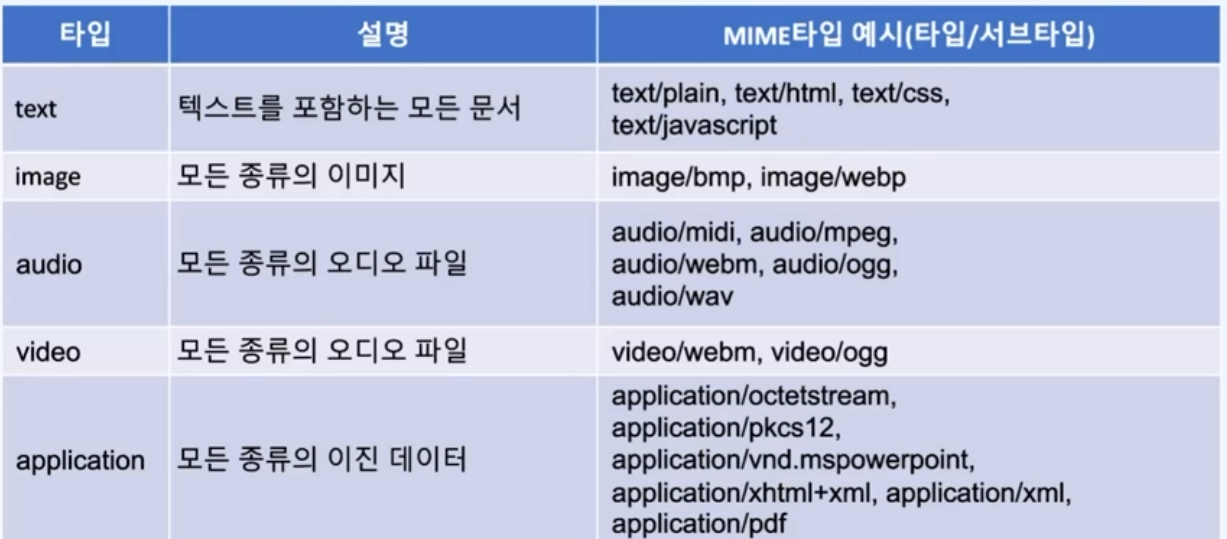 타입 설명 MIME타입 예시(타입/서브타입)
text 텍스트를 포함하는 모든 문서 text/plain, text/html, text/css,
text/javascript
image 모든 종류의 이미지 image/bmp, image/webp
audio 모든 종류의 오디오 파일 audio/midi, audio/mpeg,
audio/webm, audio/ogg,
audio/wav
video 모든 종류의 오디오 파일 video/webm, video/ogg
application 모든 종류의 이진 데이터 application/octetstream,
application/pkcs12,
application/vnd.mspowerpoint,
application/xhtml+xml, application/xml,
application/pdf